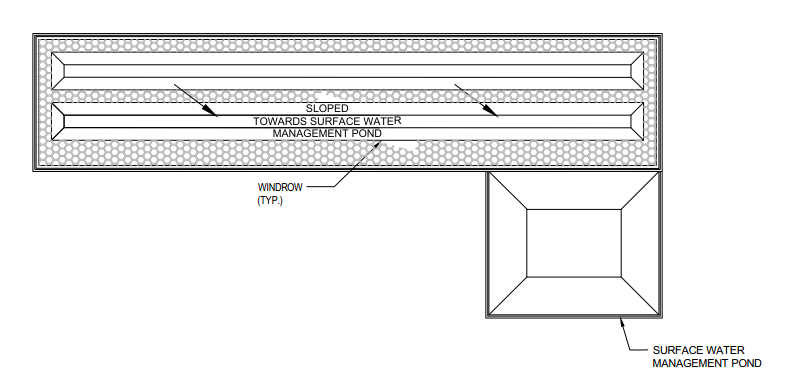 SLOPED
TOWARDS SURFACE WATER
MANAGEMENT POND
WINDROW
(TYP.)
SURFACE WATER
MANAGEMENT POND